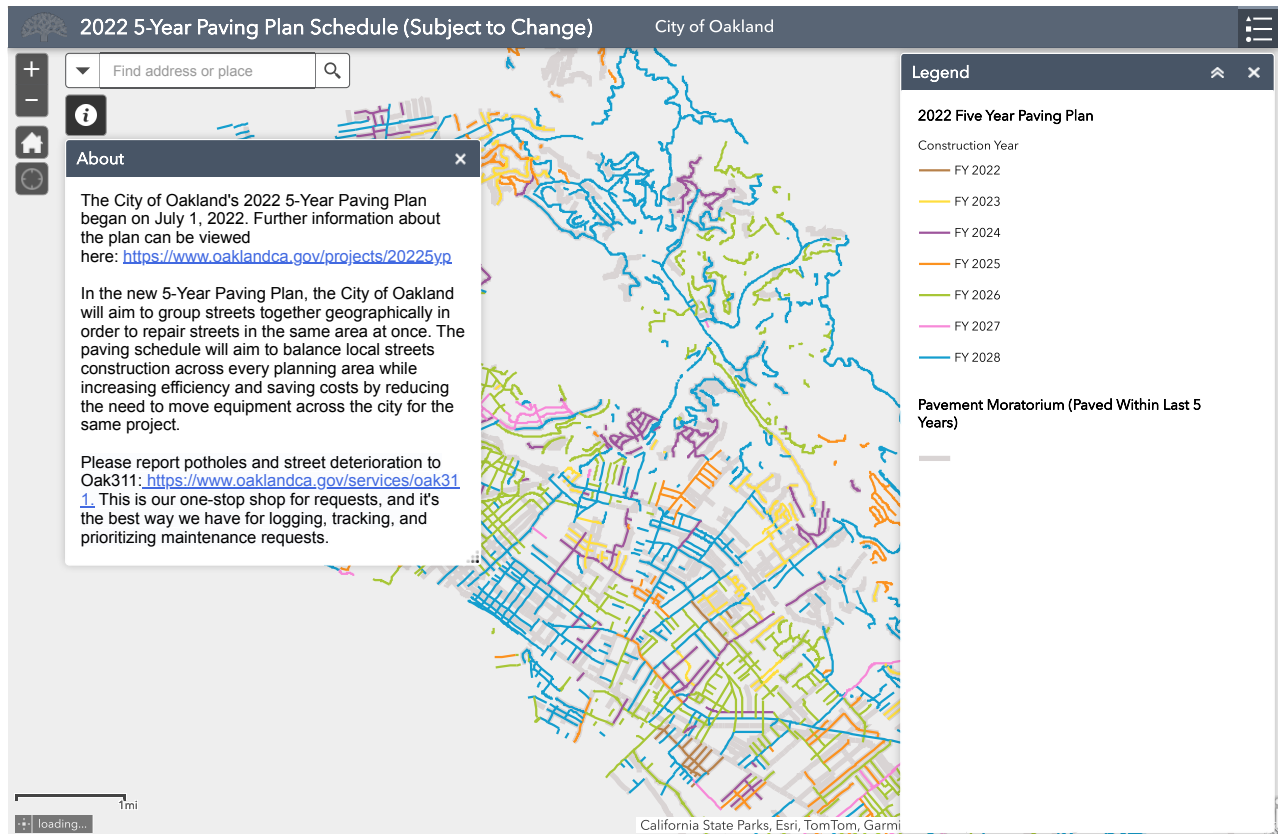 2022 5-Year Paving Plan Schedule (Subject to Change)
City of Oakland
+
−
Find address or place
About
The City of Oakland's 2022 5-Year Paving Plan
began on July 1, 2022. Further information about
the plan can be viewed
here: https://www.oaklandca.gov/projects/20225yp
In the new 5-Year Paving Plan, the City of Oakland
will aim to group streets together geographically in
order to repair streets in the same area at once. The
paving schedule will aim to balance local streets
construction across every planning area while
increasing efficiency and saving costs by reducing
the need to move equipment across the city for the
same project.
Please report potholes and street deterioration to
Oak311: https://www.oaklandca.gov/services/oak31
1. This is our one-stop shop for requests, and it's
the best way we have for logging, tracking, and
prioritizing maintenance requests.
Legend
2022 Five Year Paving Plan
Construction Year
FY 2022
FY 2023
FY 2024
FY 2025
FY 2026
FY 2027
FY 2028
Pavement Moratorium (Paved Within Last 5
Years)
1mi
loading...
California State Parks, Esri, TomTom, Garmi